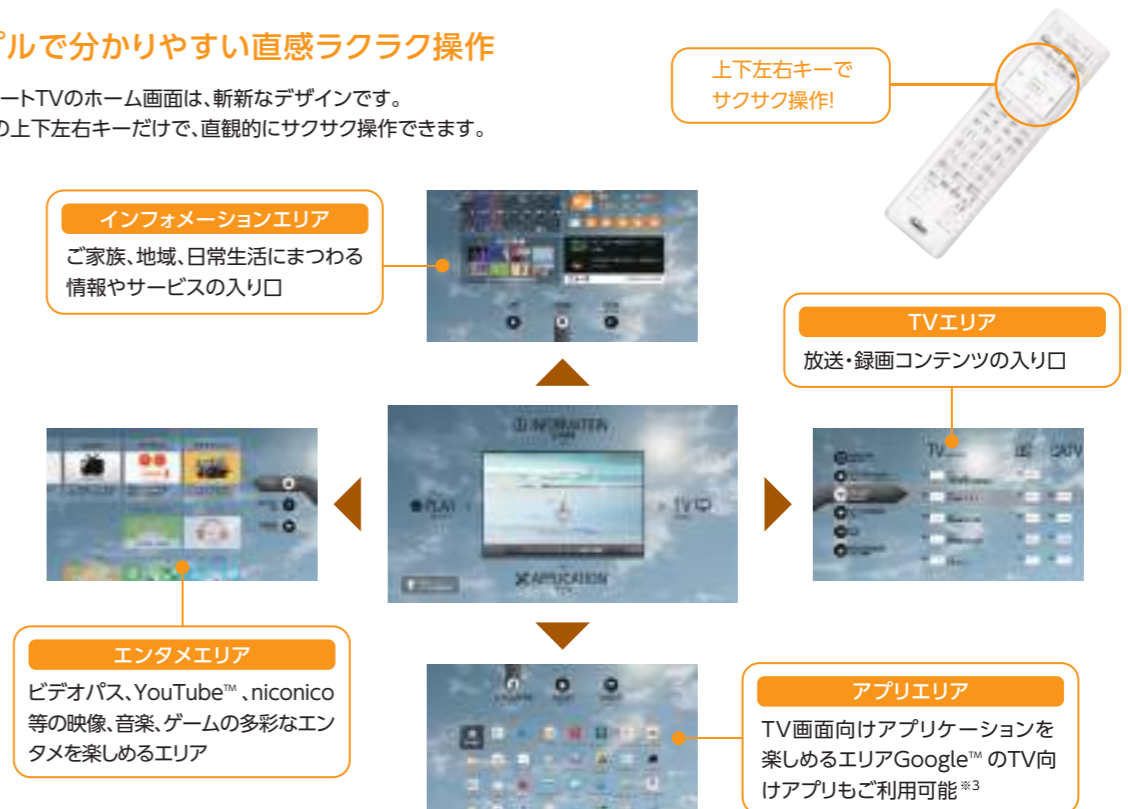 プルで分かりやすい直感ラクラク操作
ートTVのホーム画面は、斬新なデザインです。
の上下左右キーだけで、直観的にサクサク操作できます。
上下左右キーで
サクサク操作!
インフォメーションエリア
ご家族、地域、日常生活にまつわる
情報やサービスの入り口
TVエリア
放送・録画コンテンツの入り口
INFORMATION
PLAY
TV
APPLICATION
TV
エンタメエリア
ビデオパス、YouTube™、niconico
等の映像、音楽、ゲームの多彩なエン
タメを楽しめるエリア
アプリエリア
TV画面向けアプリケーションを
楽しめるエリアGoogle™ のTV向
けアプリもご利用可能※3